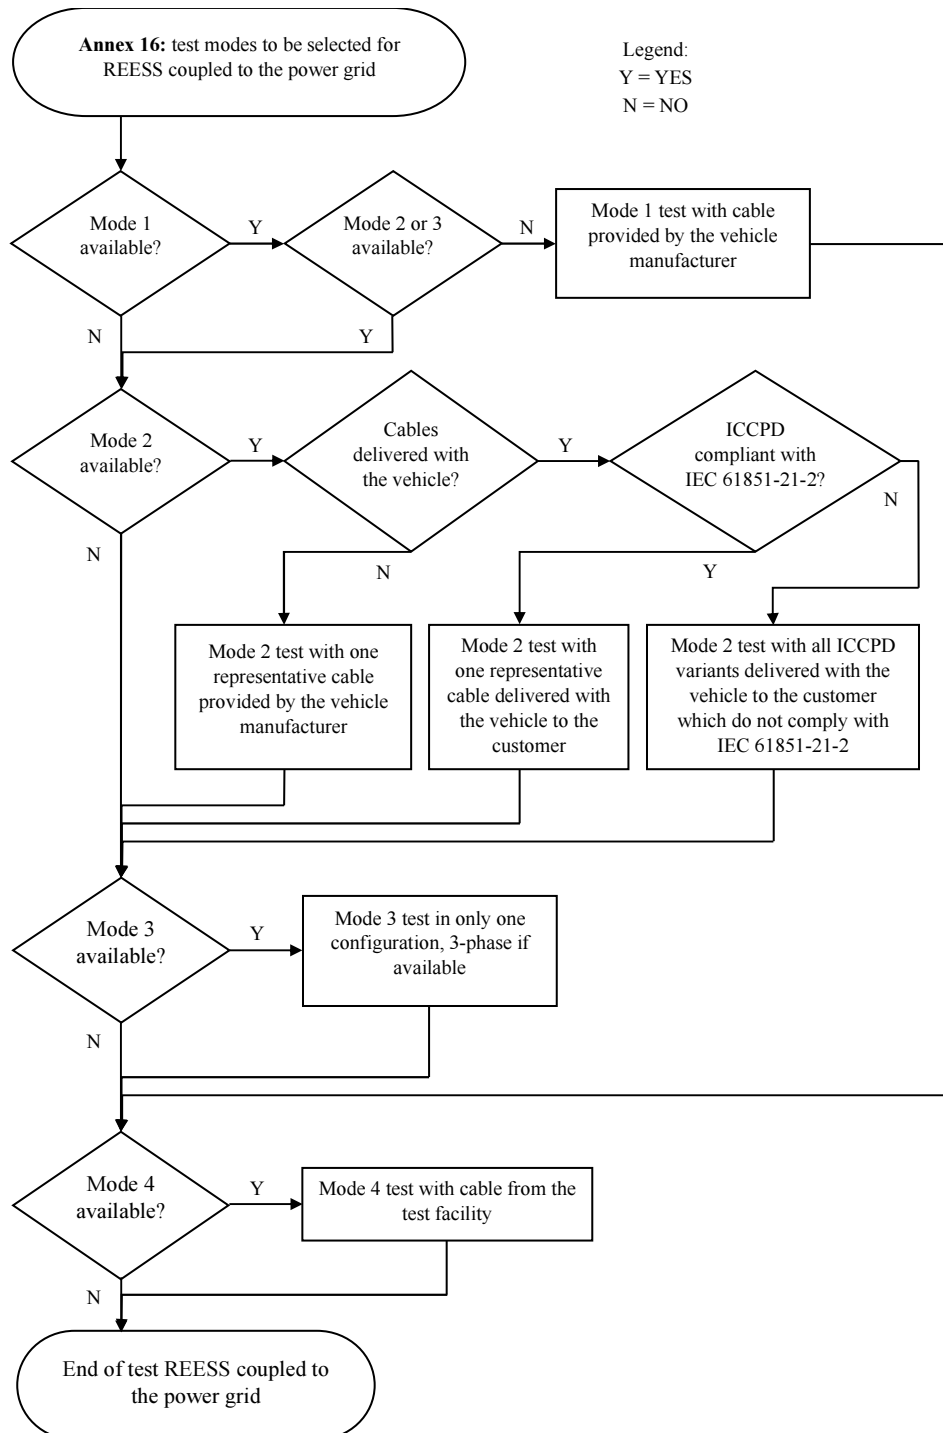 Annex 16: test modes to be selected for
REESS coupled to the power grid
Legend:
Y = YES
N = NO
Mode 1
available?
Y
Mode 2 or 3
available?
N
Mode 1 test with cable
provided by the vehicle
manufacturer
N
Y
Mode 2
available?
Y
Cables
delivered with
the vehicle?
Y
ICCPD
compliant with
IEC 61851-21-2?
N
N
N
Y
Mode 2 test with one
representative cable
provided by the vehicle
manufacturer
Mode 2 test with
one representative
cable delivered with
the vehicle to the
customer
Mode 2 test with all ICCPD
variants delivered with the
vehicle to the customer
which do not comply with
IEC 61851-21-2
Mode 3
available?
Y
Mode 3 test in only one
configuration, 3-phase if
available
N
Mode 4
available?
Y
Mode 4 test with cable from the
test facility
N
End of test REESS coupled to
the power grid